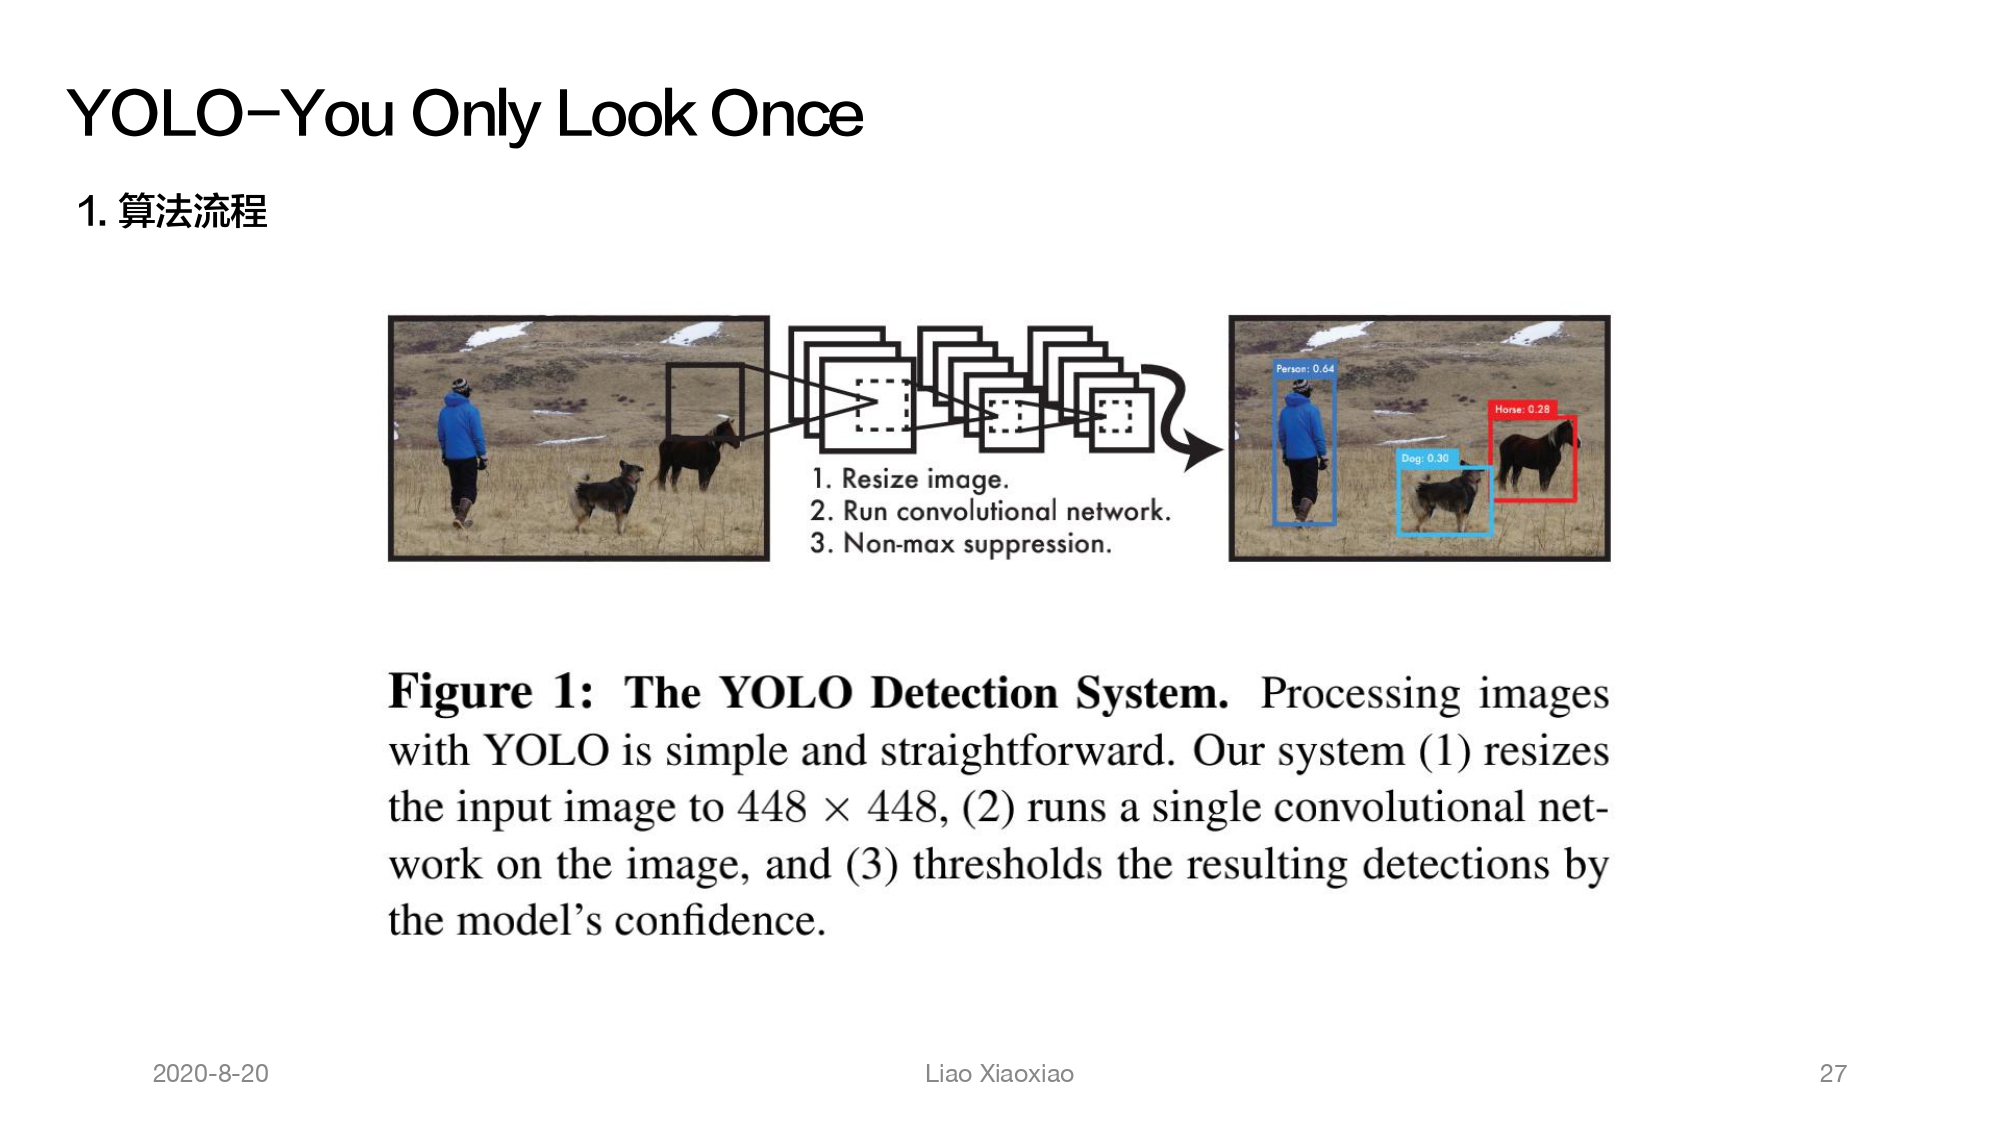 YOLO-You Only Look Once
1. 算法流程
1. Resize image.
2. Run convolutional network.
3. Non-max suppression.
Person: 0.64
Horse: 0.28
Dog: 0.30
Figure 1: The YOLO Detection System. Processing images
with YOLO is simple and straightforward. Our system (1) resizes
the input image to 448 × 448, (2) runs a single convolutional net-
work on the image, and (3) thresholds the resulting detections by
the model's confidence.
2020-8-20
Liao Xiaoxiao
27